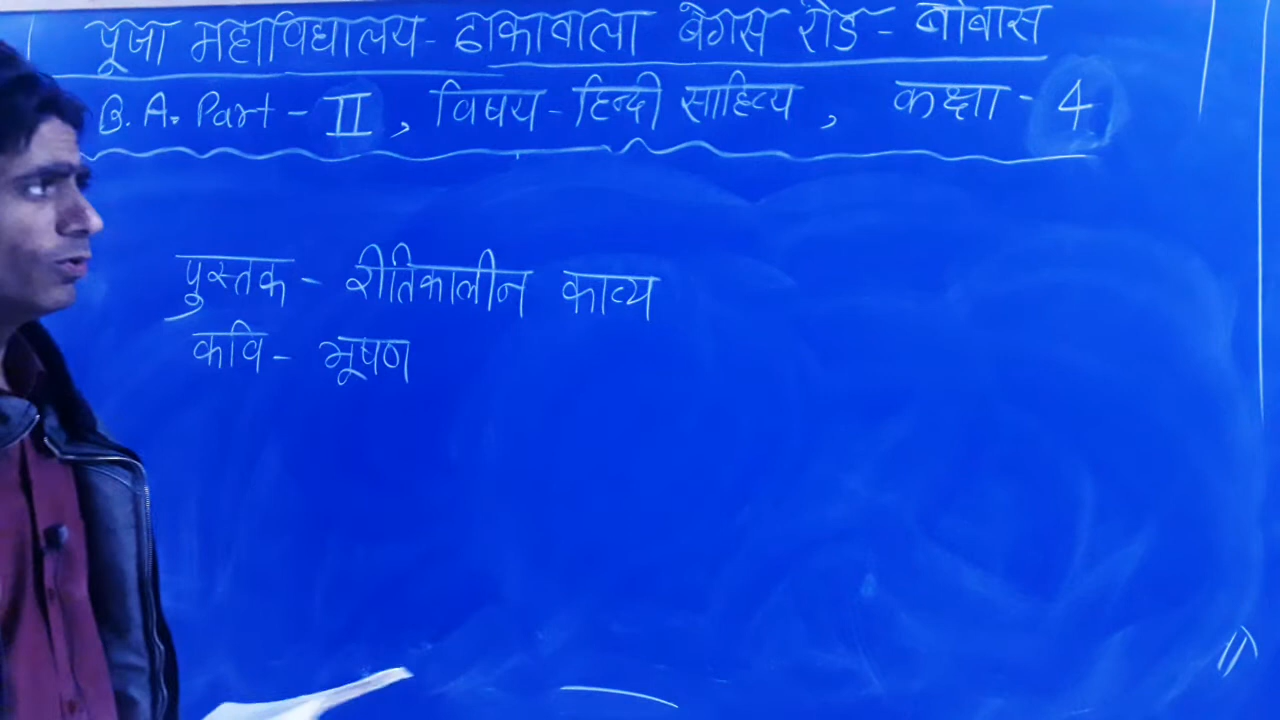 पूजा महाविद्यालय - ढाकावाला बेगस रोड - बोबास
B. A. Part - II , विषय - हिन्दी साहित्य , कक्षा - 4
पुस्तक - रीतिकालीन काव्य
कवि - भूषण